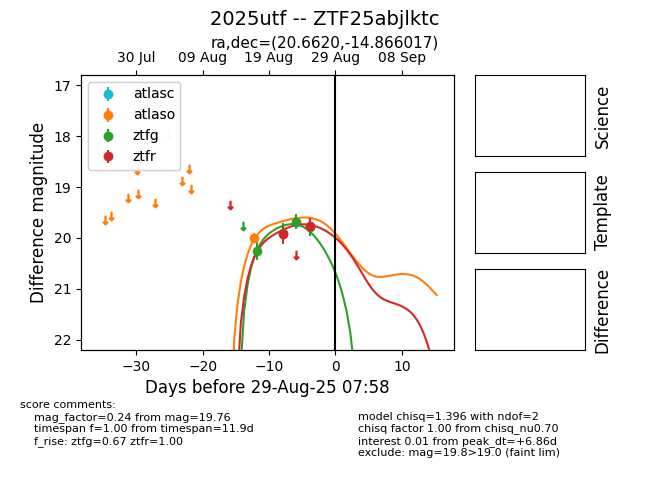 2025utf -- ZTF25abjlktc
ra,dec=(20.6620,-14.866017)
30 Jul 09 Aug 19 Aug 29 Aug 08 Sep
atlasc
atlaso
ztfg
ztfr
17
18
19
20
21
22
Difference magnitude
−30 −20 −10 0 10
Days before 29-Aug-25 07:58
Science
Template
Difference
score comments:
mag_factor=0.24 from mag=19.76
timespan f=1.00 from timespan=11.9d
f_rise: ztfg=0.67 ztfr=1.00
model chisq=1.396 with ndof=2
chisq factor 1.00 from chisq_nu0.70
interest 0.01 from peak_dt=+6.86d
exclude: mag=19.8>19.0 (faint lim)